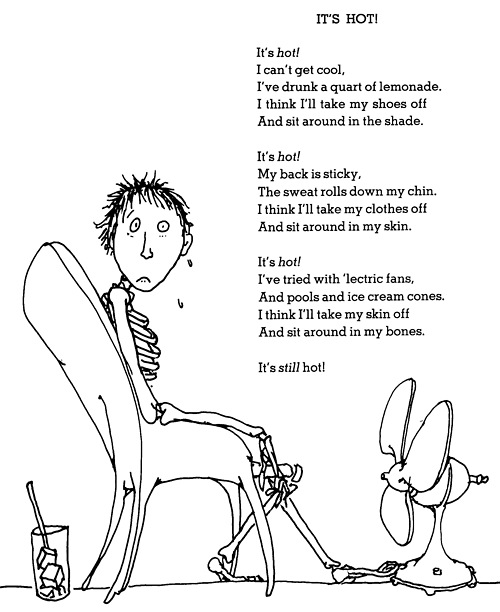 IT'S HOT!
It's hot!
I can't get cool,
I've drunk a quart of lemonade.
I think I'll take my shoes off
And sit around in the shade.
It's hot!
My back is sticky,
The sweat rolls down my chin.
I think I'll take my clothes off
And sit around in my skin.
It's hot!
I've tried with 'lectric fans,
And pools and ice cream cones.
I think I'll take my skin off
And sit around in my bones.
It's still hot!